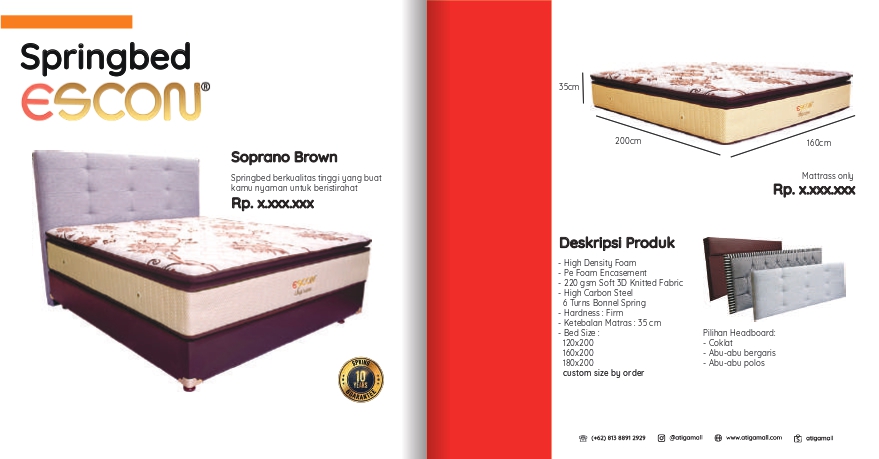 Springbed
ESCON®
Soprano Brown
Springbed berkualitas tinggi yang buat
kamu nyaman untuk beristirahat
Rp. x.xxx.xxx
ESCON
Soprano
SPRING
10
YEARS
GUARANTEE
35cm
ESCON
Soprano
200cm
160cm
Mattrass only
Rp. x.xxx.xxx
Deskripsi Produk
- High Density Foam
- Pe Foam Encasement
- 220 gsm Soft 3D Knitted Fabric
- High Carbon Steel
6 Turns Bonnel Spring
- Hardness : Firm
- Ketebalan Matras : 35 cm
- Bed Size :
120x200
160x200
180x200
custom size by order
Pilihan Headboard:
- Coklat
- Abu-abu bergaris
- Abu-abu polos
(+62) 813 8891 2929
@atigamall
www.atigamall.com
atigamall